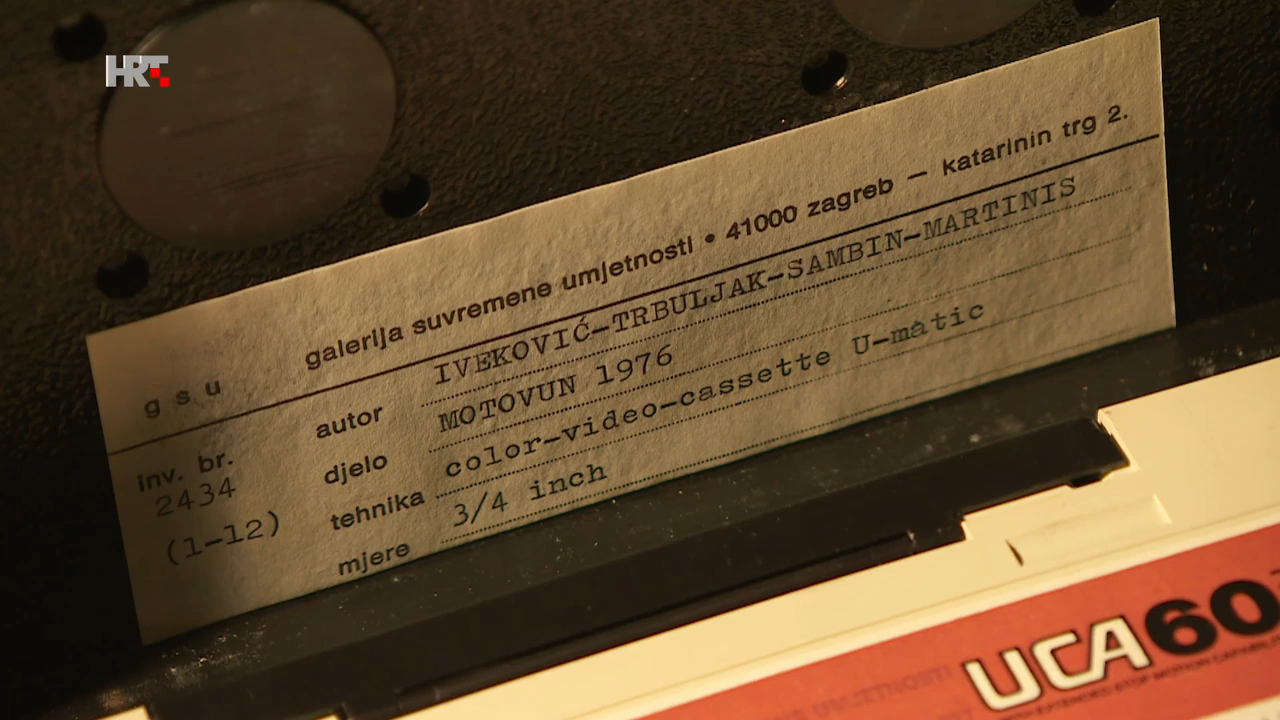 HRT
g s u galerija suvremene umjetnosti • 41000 zagreb — katarinin trg 2.
inv. br. autor IVEKOVIĆ-TRBULJAK-SAMBIN-MARTINIS
2434 djelo MOTOVUN 1976
(1-12) tehnika color-video-cassette U-matic
mjere 3/4 inch
UCA60